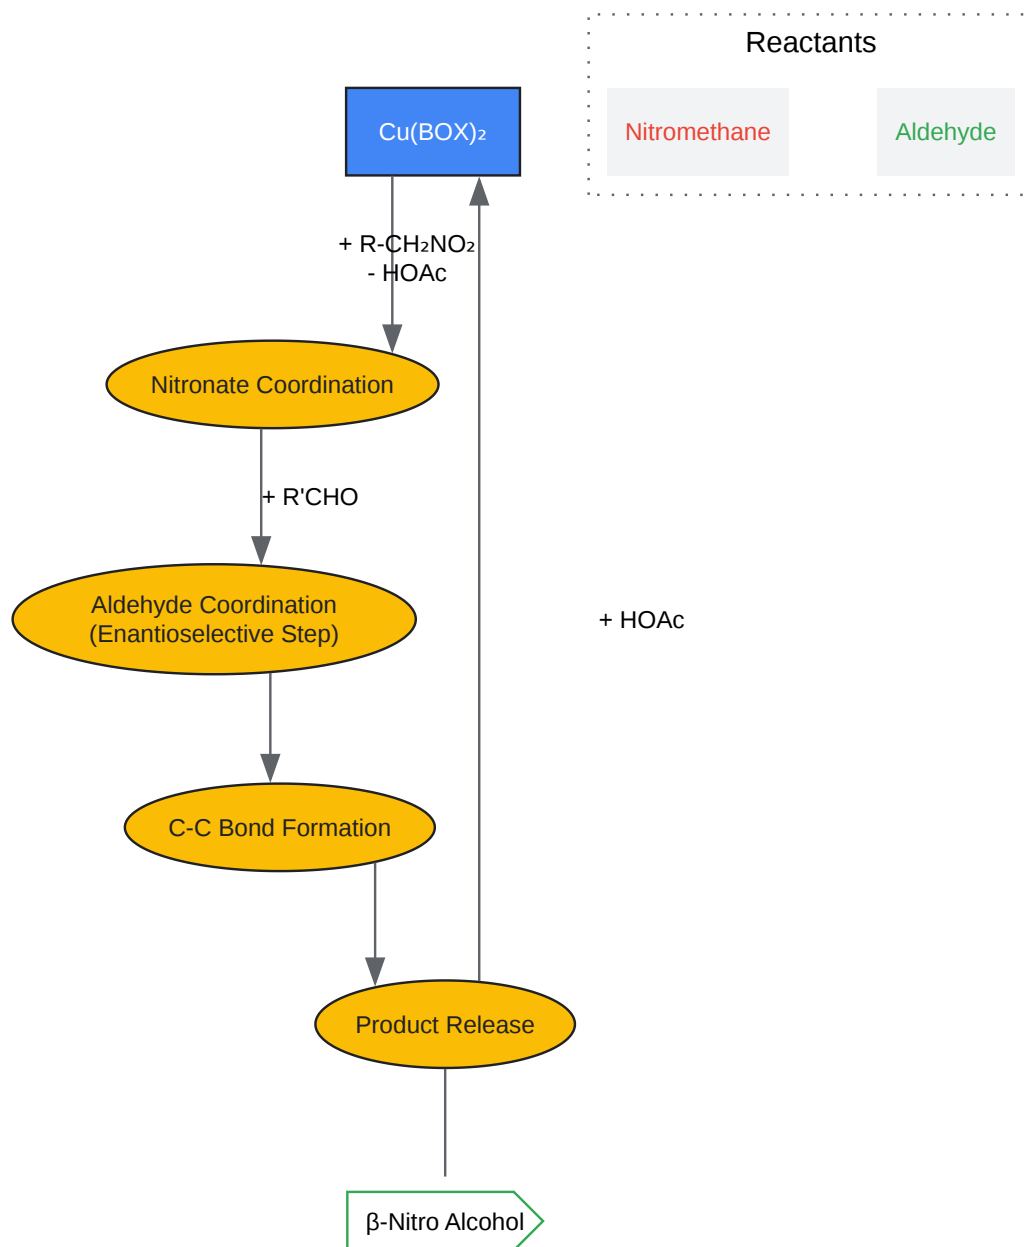 Reactants
Nitromethane
Aldehyde
Cu(BOX)₂
+ R-CH₂NO₂
- HOAc
Nitronate Coordination
+ R'CHO
Aldehyde Coordination
(Enantioselective Step)
+ HOAc
C-C Bond Formation
Product Release
β-Nitro Alcohol